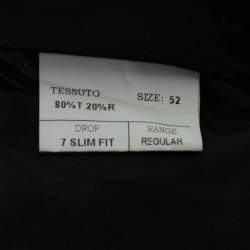 TESSUTO
80%T 20%R
SIZE: 52
DROP
7 SLIM FIT
RANGE
REGULAR